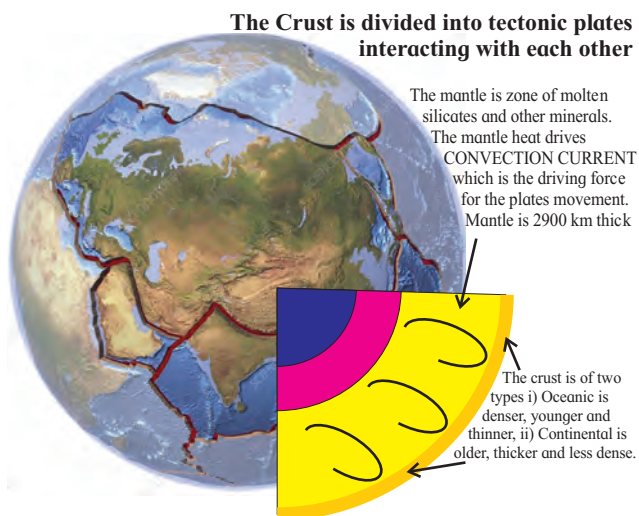 The Crust is divided into tectonic plates
interacting with each other
The mantle is zone of molten
silicates and other minerals.
The mantle heat drives
CONVECTION CURRENT
which is the driving force
for the plates movement.
Mantle is 2900 km thick
The crust is of two
types i) Oceanic is
denser, younger and
thinner, ii) Continental is
older, thicker and less dense.